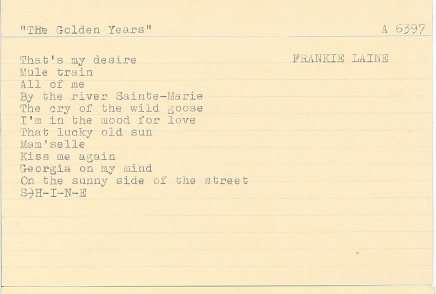 "The Golden Years" A 6397
That's my desire FRANKIE LAINE
Mule train
All of me
By the river Sainte-Marie
The cry of the wild goose
I'm in the mood for love
That lucky old sun
Mam'selle
Kiss me again
Georgia on my mind
On the sunny side of the street
S)H-I-N-E